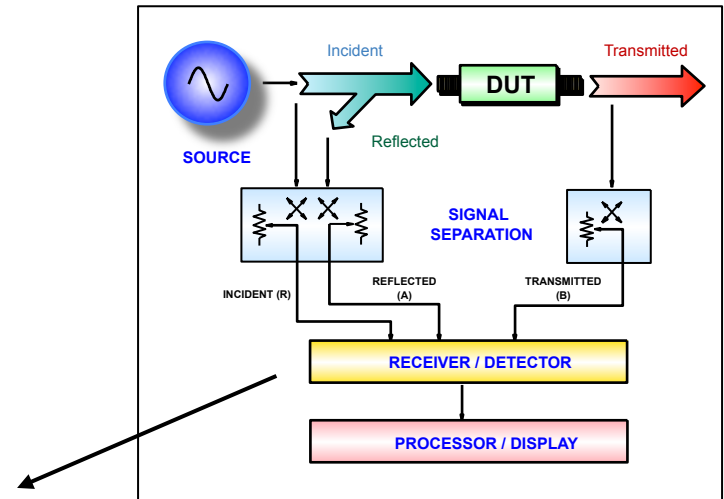 Incident
Transmitted
DUT
Reflected
SOURCE
SIGNAL
SEPARATION
INCIDENT (R)
REFLECTED
(A)
TRANSMITTED
(B)
RECEIVER / DETECTOR
PROCESSOR / DISPLAY